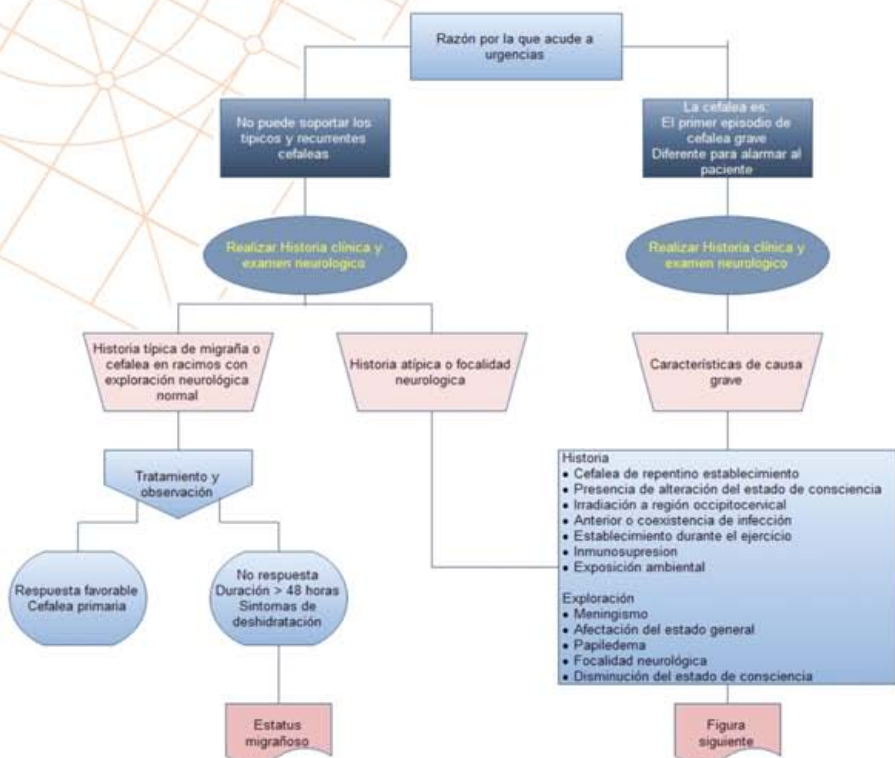 Razón por la que acude a
urgencias
No puede soportar los
típicos y recurrentes
cefaleas
La cefalea es:
El primer episodio de
cefalea grave
Diferente para alarmar al
paciente
Realizar Historia clínica y
examen neurologico
Realizar Historia clínica y
examen neurologico
Historia típica de migraña o
cefalea en racimos con
exploración neurológica
normal
Historia atípica o focalidad
neurologica
Características de causa
grave
Tratamiento y
observación
Respuesta favorable
Cefalea primaria
No respuesta
Duración > 48 horas
Sintomas de
deshidratación
Historia
• Cefalea de repentino establecimiento
• Presencia de alteración del estado de consciencia
• Irradiación a región occipitocervical
• Anterior o coexistencia de infección
• Establecimiento durante el ejercicio
• Inmunosupresion
• Exposición ambiental
Exploración
• Meningismo
• Afectación del estado general
• Papiledema
• Focalidad neurológica
• Disminución del estado de consciencia
Estatus
migrañoso
Figura
siguiente